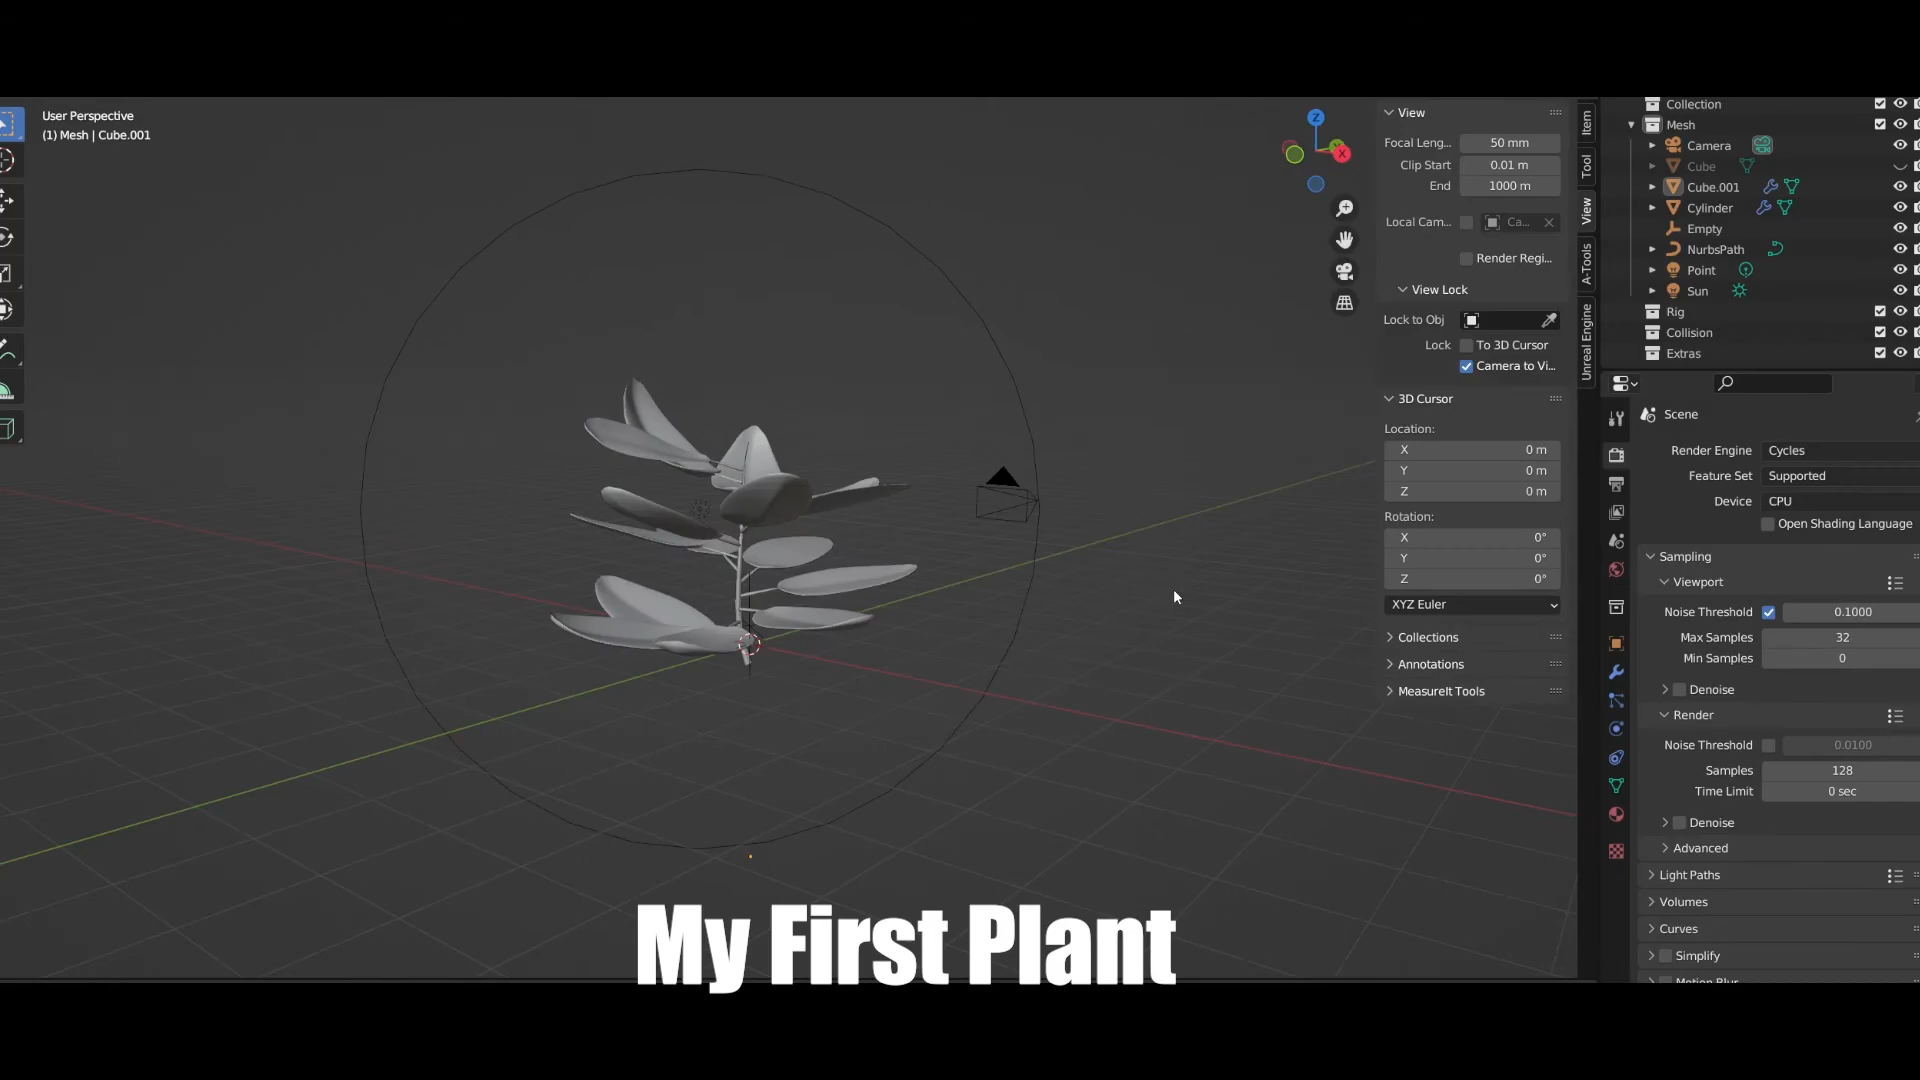 User Perspective
(1) Mesh | Cube.001
Z
X
View
Focal Leng... 50 mm
Clip Start 0.01 m
End 1000 m
Local Cam... Ca...
Render Regi...
View Lock
Lock to Obj
Lock To 3D Cursor
Camera to Vi...
3D Cursor
Location:
X 0 m
Y 0 m
Z 0 m
Rotation:
X 0°
Y 0°
Z 0°
XYZ Euler
Collections
Annotations
MeasureIt Tools
Item
Tool
View
A-Tools
Unreal Engine
Collection
Mesh
Camera
Cube
Cube.001
Cylinder
Empty
NurbsPath
Point
Sun
Rig
Collision
Extras
Scene
Render Engine Cycles
Feature Set Supported
Device CPU
Open Shading Language
Sampling
Viewport
Noise Threshold 0.1000
Max Samples 32
Min Samples 0
Denoise
Render
Noise Threshold 0.0100
Samples 128
Time Limit 0 sec
Denoise
Advanced
Light Paths
Volumes
Curves
Simplify
Motion Blur
My First Plant